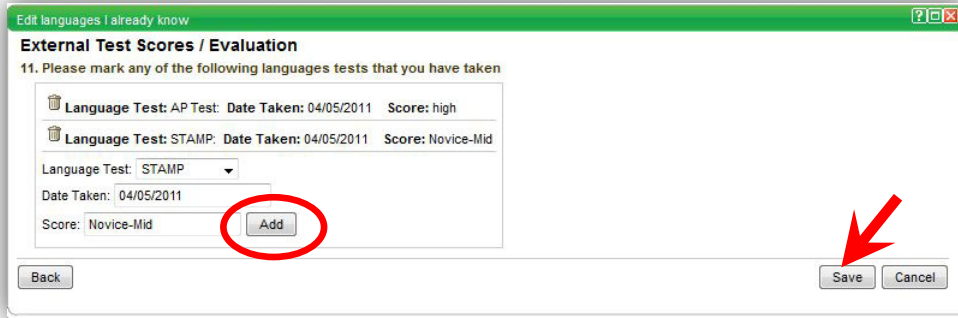 Edit languages I already know
External Test Scores / Evaluation
11. Please mark any of the following languages tests that you have taken
Language Test: AP Test: Date Taken: 04/05/2011 Score: high
Language Test: STAMP: Date Taken: 04/05/2011 Score: Novice-Mid
Language Test: STAMP
Date Taken: 04/05/2011
Score: Novice-Mid Add
Back Save Cancel